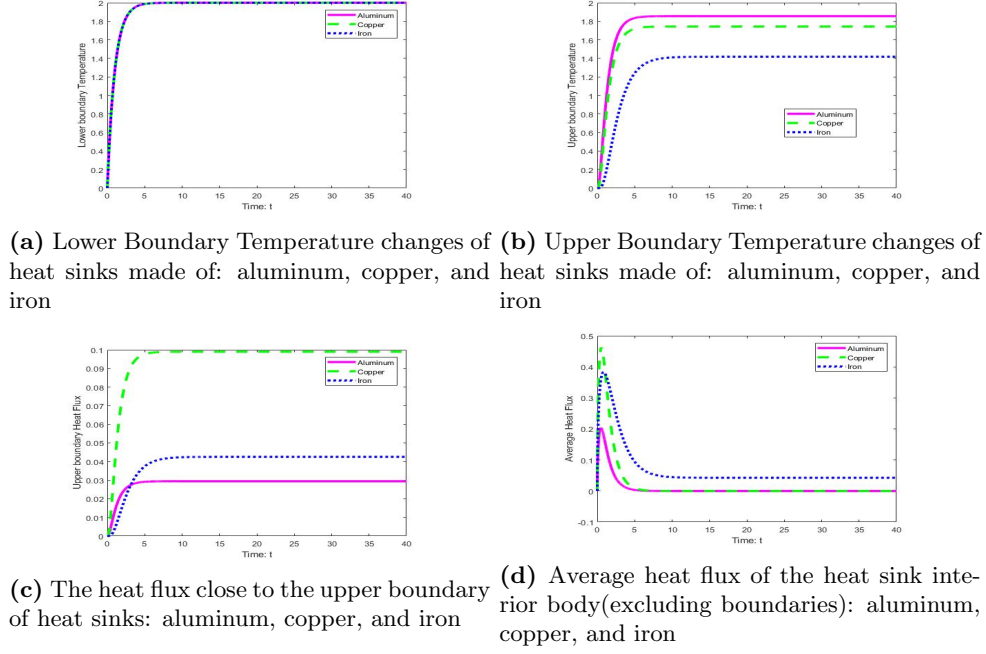 2
1.8
1.6
1.4
1.2
1
0.8
0.6
0.4
0.2
0
Lower boundary Temperature
Aluminum
Copper
Iron
0 5 10 15 20 25 30 35 40
Time: t
2
1.8
1.6
1.4
1.2
1
0.8
0.6
0.4
0.2
0
Upper boundary Temperature
Aluminum
Copper
Iron
0 5 10 15 20 25 30 35 40
Time: t
(a) Lower Boundary Temperature changes of
heat sinks made of: aluminum, copper, and
iron
(b) Upper Boundary Temperature changes of
heat sinks made of: aluminum, copper, and
iron
0.1
0.09
0.08
0.07
0.06
0.05
0.04
0.03
0.02
0.01
0
Upper boundary Heat Flux
Aluminum
Copper
Iron
0 5 10 15 20 25 30 35 40
Time: t
0.5
0.4
0.3
0.2
0.1
0
-0.1
Average Heat Flux
Aluminum
Copper
Iron
0 5 10 15 20 25 30 35 40
Time: t
(c) The heat flux close to the upper boundary
of heat sinks: aluminum, copper, and iron
(d) Average heat flux of the heat sink inte-
rior body(excluding boundaries): aluminum,
copper, and iron